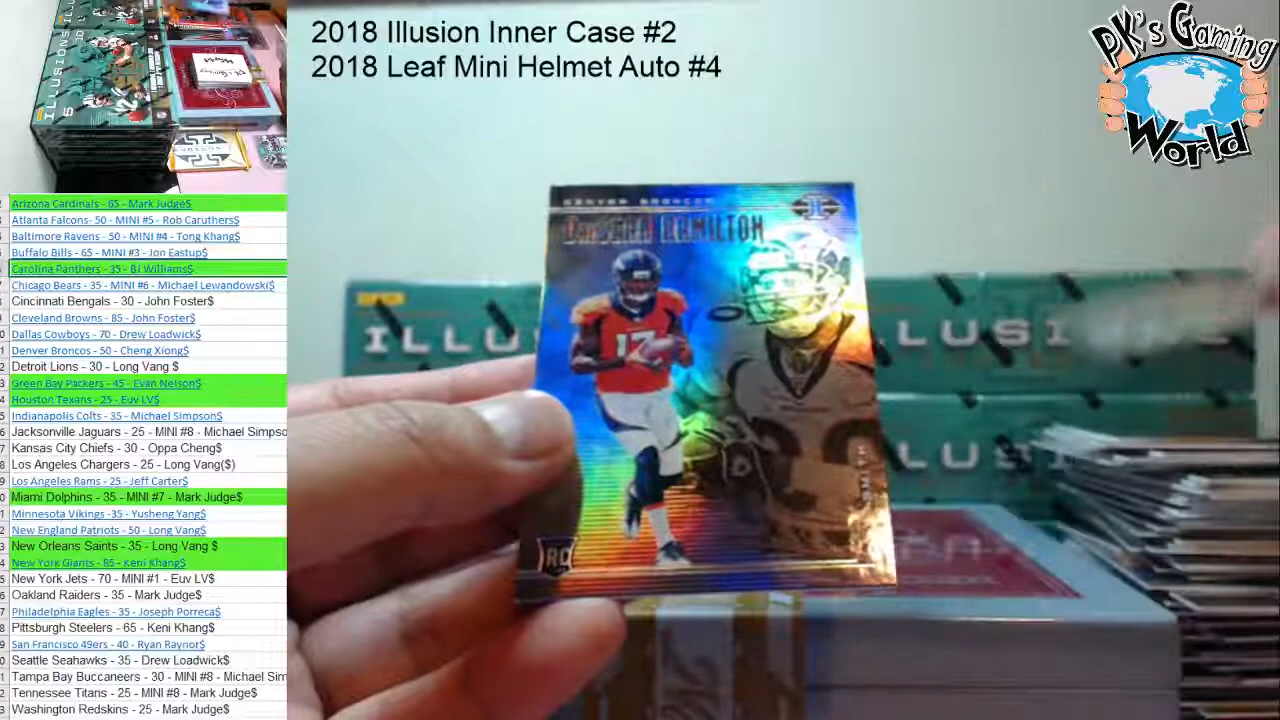 2018 Illusion Inner Case #2
2018 Leaf Mini Helmet Auto #4
PK's Gaming
World
ILLUSIONS
Arizona Cardinals - 65 - Mark Judge$
Atlanta Falcons- 50 - MINI #5 - Rob Caruthers$
Baltimore Ravens - 50 - MINI #4 - Tong Khang$
Buffalo Bills - 65 - MINI #3 - Jon Eastup$
Carolina Panthers - 35 - Bi Williams$
Chicago Bears - 35 - MINI #6 - Michael Lewandowski$
Cincinnati Bengals - 30 - John Foster$
Cleveland Browns - 85 - John Foster$
Dallas Cowboys - 70 - Drew Loadwick$
Denver Broncos - 50 - Cheng Xiong$
Detroit Lions - 30 - Long Vang $
Green Bay Packers - 45 - Evan Nelson$
Houston Texans - 25 - Euv LV$
Indianapolis Colts - 35 - Michael Simpson$
Jacksonville Jaguars - 25 - MINI #8 - Michael Simpso
Kansas City Chiefs - 30 - Oppa Cheng$
Los Angeles Chargers - 25 - Long Vang($)
Los Angeles Rams - 25 - Jeff Carter$
Miami Dolphins - 35 - MINI #7 - Mark Judge$
Minnesota Vikings -35 - Yusheng Yang$
New England Patriots - 50 - Long Vang$
New Orleans Saints - 35 - Long Vang $
New York Giants - 85 - Keni Khang$
New York Jets - 70 - MINI #1 - Euv LV$
Oakland Raiders - 35 - Mark Judge$
Philadelphia Eagles - 35 - Joseph Porreca$
Pittsburgh Steelers - 65 - Keni Khang$
San Francisco 49ers - 40 - Ryan Raynor$
Seattle Seahawks - 35 - Drew Loadwick$
Tampa Bay Buccaneers - 30 - MINI #8 - Michael Sim
Tennessee Titans - 25 - MINI #8 - Mark Judge$
Washington Redskins - 25 - Mark Judge$
DENVER BRONCOS
DAESEAN HAMILTON
17
RC
SMITH
ILLUSI
LUSI
LUSI